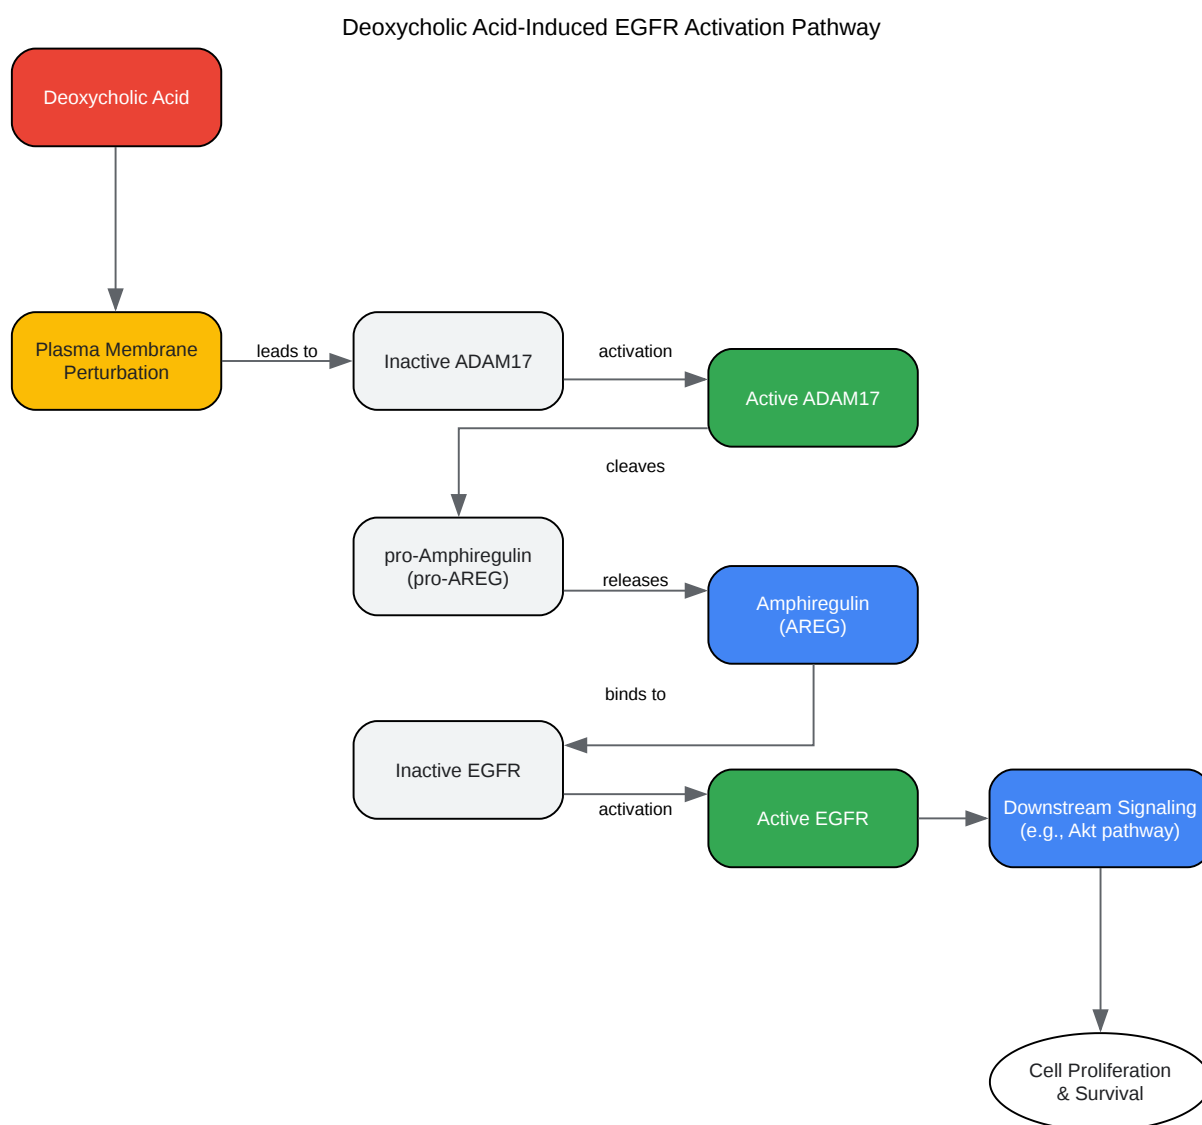 Deoxycholic Acid-Induced EGFR Activation Pathway
Deoxycholic Acid
Plasma Membrane
Perturbation
leads to
Inactive ADAM17
activation
Active ADAM17
cleaves
pro-Amphiregulin
(pro-AREG)
releases
Amphiregulin
(AREG)
binds to
Inactive EGFR
activation
Active EGFR
Downstream Signaling
(e.g., Akt pathway)
Cell Proliferation
& Survival